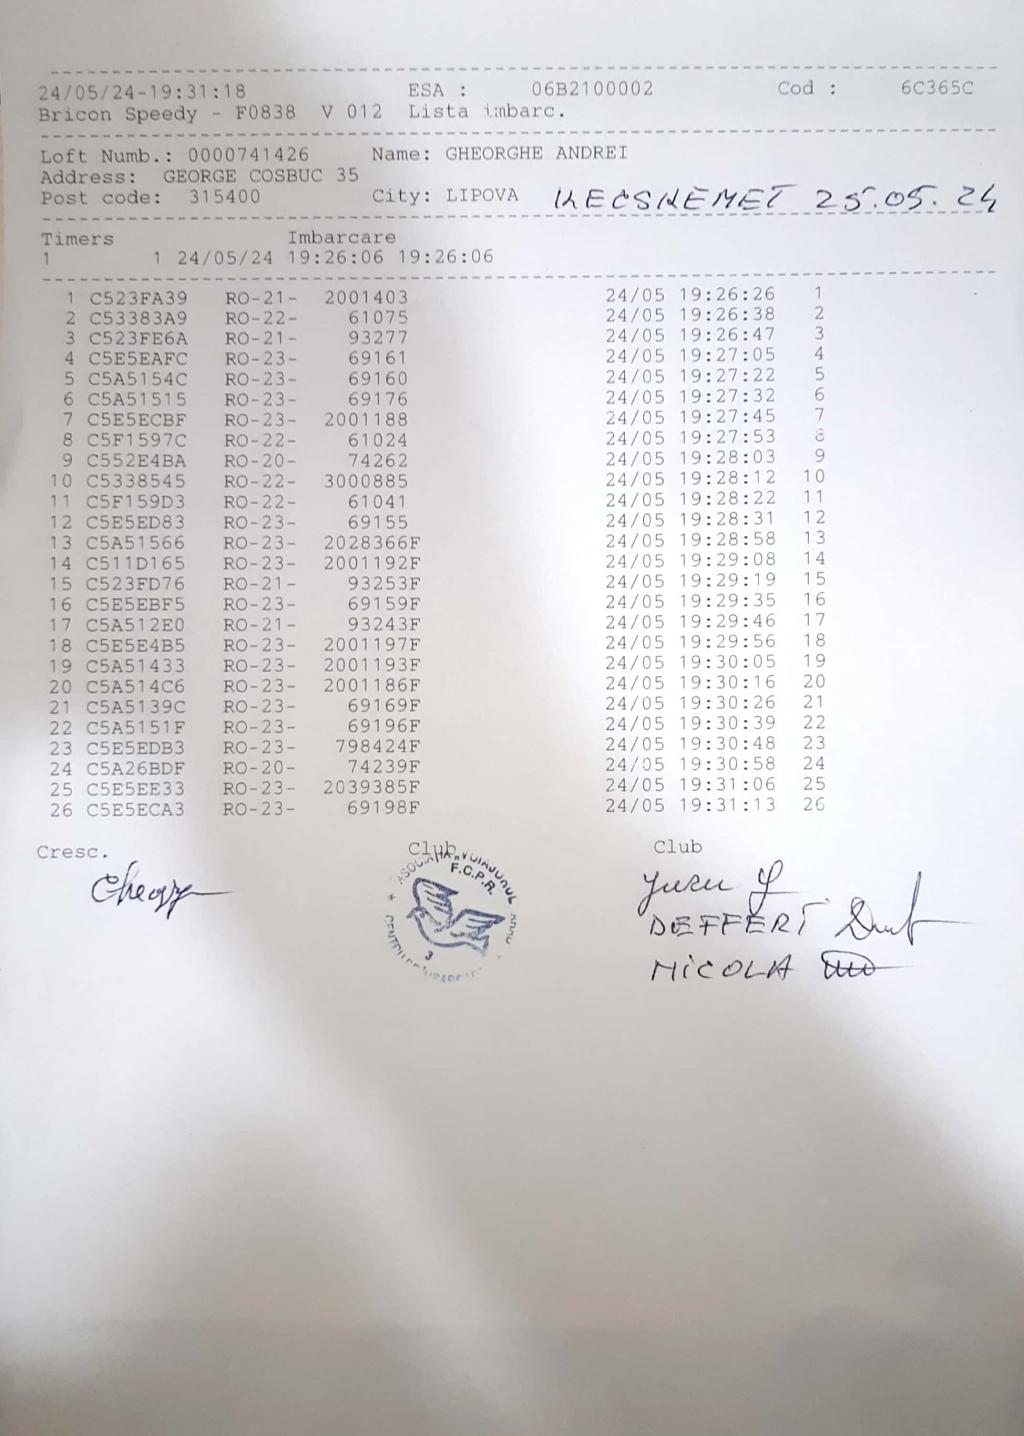 24/05/24-19:31:18 ESA : 06B2100002 Cod : 6C365C
Bricon Speedy - F0838 V 012 Lista imbarc.
Loft Numb.: 0000741426 Name: GHEORGHE ANDREI
Address: GEORGE COSBUC 35
Post code: 315400 City: LIPOVA KECSKEMET 25.05.24
Timers Imbarcare
1 1 24/05/24 19:26:06 19:26:06
1 C523FA39 RO-21- 2001403 24/05 19:26:26 1
2 C53383A9 RO-22- 61075 24/05 19:26:38 2
3 C523FE6A RO-21- 93277 24/05 19:26:47 3
4 C5E5EAFC RO-23- 69161 24/05 19:27:05 4
5 C5A5154C RO-23- 69160 24/05 19:27:22 5
6 C5A51515 RO-23- 69176 24/05 19:27:32 6
7 C5E5ECBF RO-23- 2001188 24/05 19:27:45 7
8 C5F1597C RO-22- 61024 24/05 19:27:53 8
9 C552E4BA RO-20- 74262 24/05 19:28:03 9
10 C5338545 RO-22- 3000885 24/05 19:28:12 10
11 C5F159D3 RO-22- 61041 24/05 19:28:22 11
12 C5E5ED83 RO-23- 69155 24/05 19:28:31 12
13 C5A51566 RO-23- 2028366F 24/05 19:28:58 13
14 C511D165 RO-23- 2001192F 24/05 19:29:08 14
15 C523FD76 RO-21- 93253F 24/05 19:29:19 15
16 C5E5EBF5 RO-23- 69159F 24/05 19:29:35 16
17 C5A512E0 RO-21- 93243F 24/05 19:29:46 17
18 C5E5E4B5 RO-23- 2001197F 24/05 19:29:56 18
19 C5A51433 RO-23- 2001193F 24/05 19:30:05 19
20 C5A514C6 RO-23- 2001186F 24/05 19:30:16 20
21 C5A5139C RO-23- 69169F 24/05 19:30:26 21
22 C5A5151F RO-23- 69196F 24/05 19:30:39 22
23 C5E5EDB3 RO-23- 798424F 24/05 19:30:48 23
24 C5A26BDF RO-20- 74239F 24/05 19:30:58 24
25 C5E5EE33 RO-23- 2039385F 24/05 19:31:06 25
26 C5E5ECA3 RO-23- 69198F 24/05 19:31:13 26
Cresc. Club Club
F.C.P.R.
3
DEFFERT
NICOLA